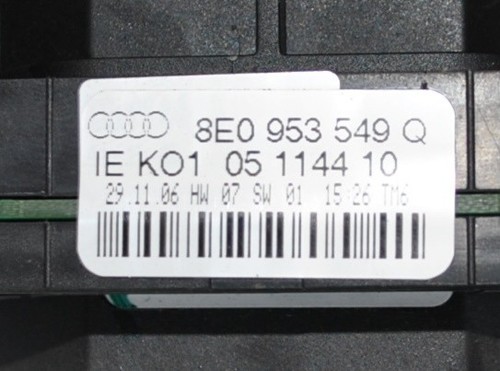 8E0 953 549 Q
IE KO1 05 1144 10
29.11.06 HW 07 SW 01 15:26 TM6